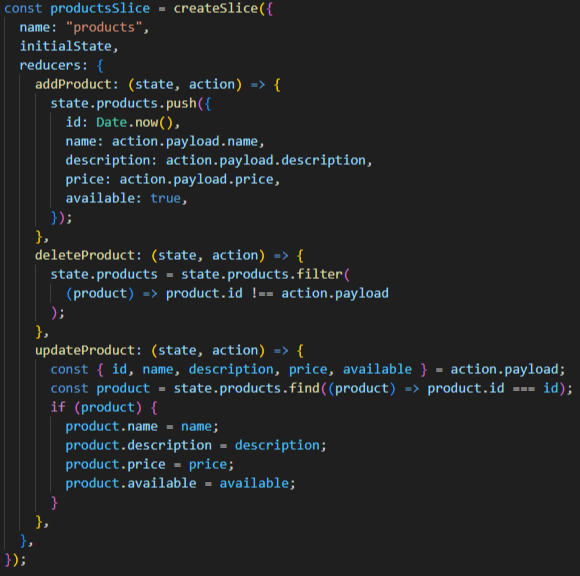 const productsSlice = createSlice({
  name: "products",
  initialState,
  reducers: {
    addProduct: (state, action) => {
      state.products.push({
        id: Date.now(),
        name: action.payload.name,
        description: action.payload.description,
        price: action.payload.price,
        available: true,
      });
    },
    deleteProduct: (state, action) => {
      state.products = state.products.filter(
        (product) => product.id !== action.payload
      );
    },
    updateProduct: (state, action) => {
      const { id, name, description, price, available } = action.payload;
      const product = state.products.find((product) => product.id === id);
      if (product) {
        product.name = name;
        product.description = description;
        product.price = price;
        product.available = available;
      }
    },
  },
});